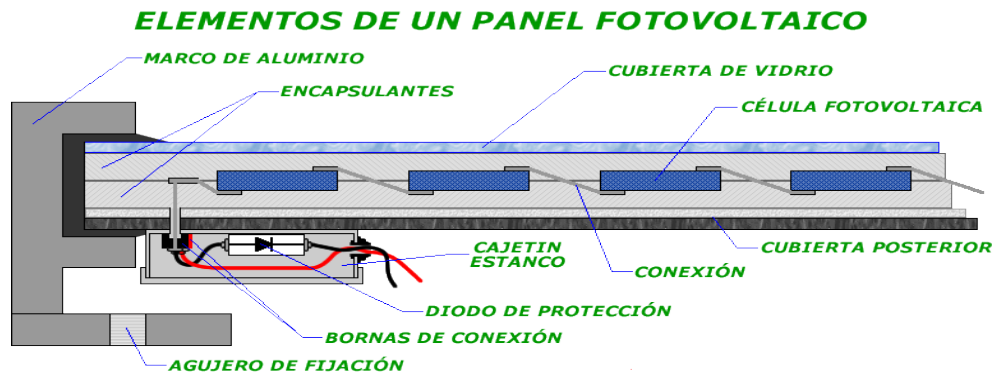 ELEMENTOS DE UN PANEL FOTOVOLTAICO
MARCO DE ALUMINIO
CUBIERTA DE VIDRIO
ENCAPSULANTES
CÉLULA FOTOVOLTAICA
CAJETIN
ESTANCO
CUBIERTA POSTERIOR
CONEXIÓN
DIODO DE PROTECCIÓN
BORNAS DE CONEXIÓN
AGUJERO DE FIJACIÓN